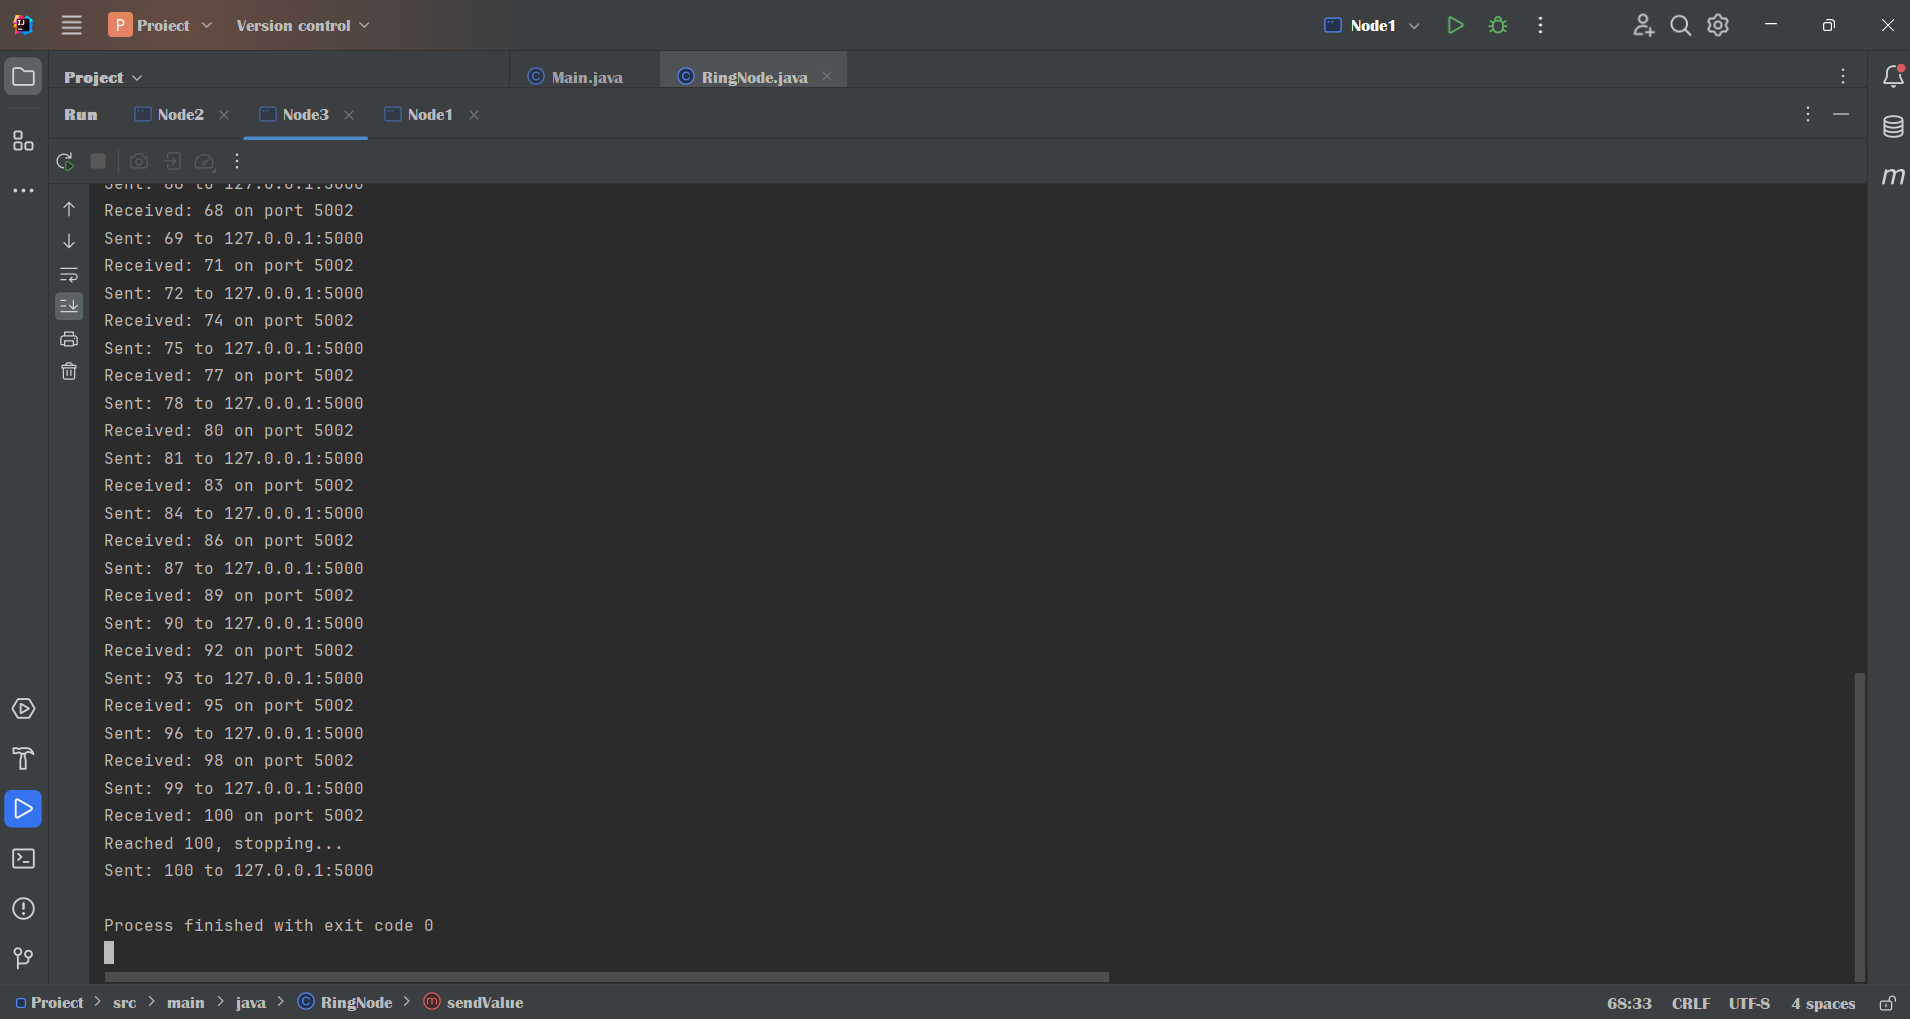 P Project Version control Node1
Project Main.java RingNode.java
Run Node2 Node3 Node1
Received: 68 on port 5002
Sent: 69 to 127.0.0.1:5000
Received: 71 on port 5002
Sent: 72 to 127.0.0.1:5000
Received: 74 on port 5002
Sent: 75 to 127.0.0.1:5000
Received: 77 on port 5002
Sent: 78 to 127.0.0.1:5000
Received: 80 on port 5002
Sent: 81 to 127.0.0.1:5000
Received: 83 on port 5002
Sent: 84 to 127.0.0.1:5000
Received: 86 on port 5002
Sent: 87 to 127.0.0.1:5000
Received: 89 on port 5002
Sent: 90 to 127.0.0.1:5000
Received: 92 on port 5002
Sent: 93 to 127.0.0.1:5000
Received: 95 on port 5002
Sent: 96 to 127.0.0.1:5000
Received: 98 on port 5002
Sent: 99 to 127.0.0.1:5000
Received: 100 on port 5002
Reached 100, stopping...
Sent: 100 to 127.0.0.1:5000
Process finished with exit code 0
Project > src > main > java > RingNode > sendValue 68:33 CRLF UTF-8 4 spaces